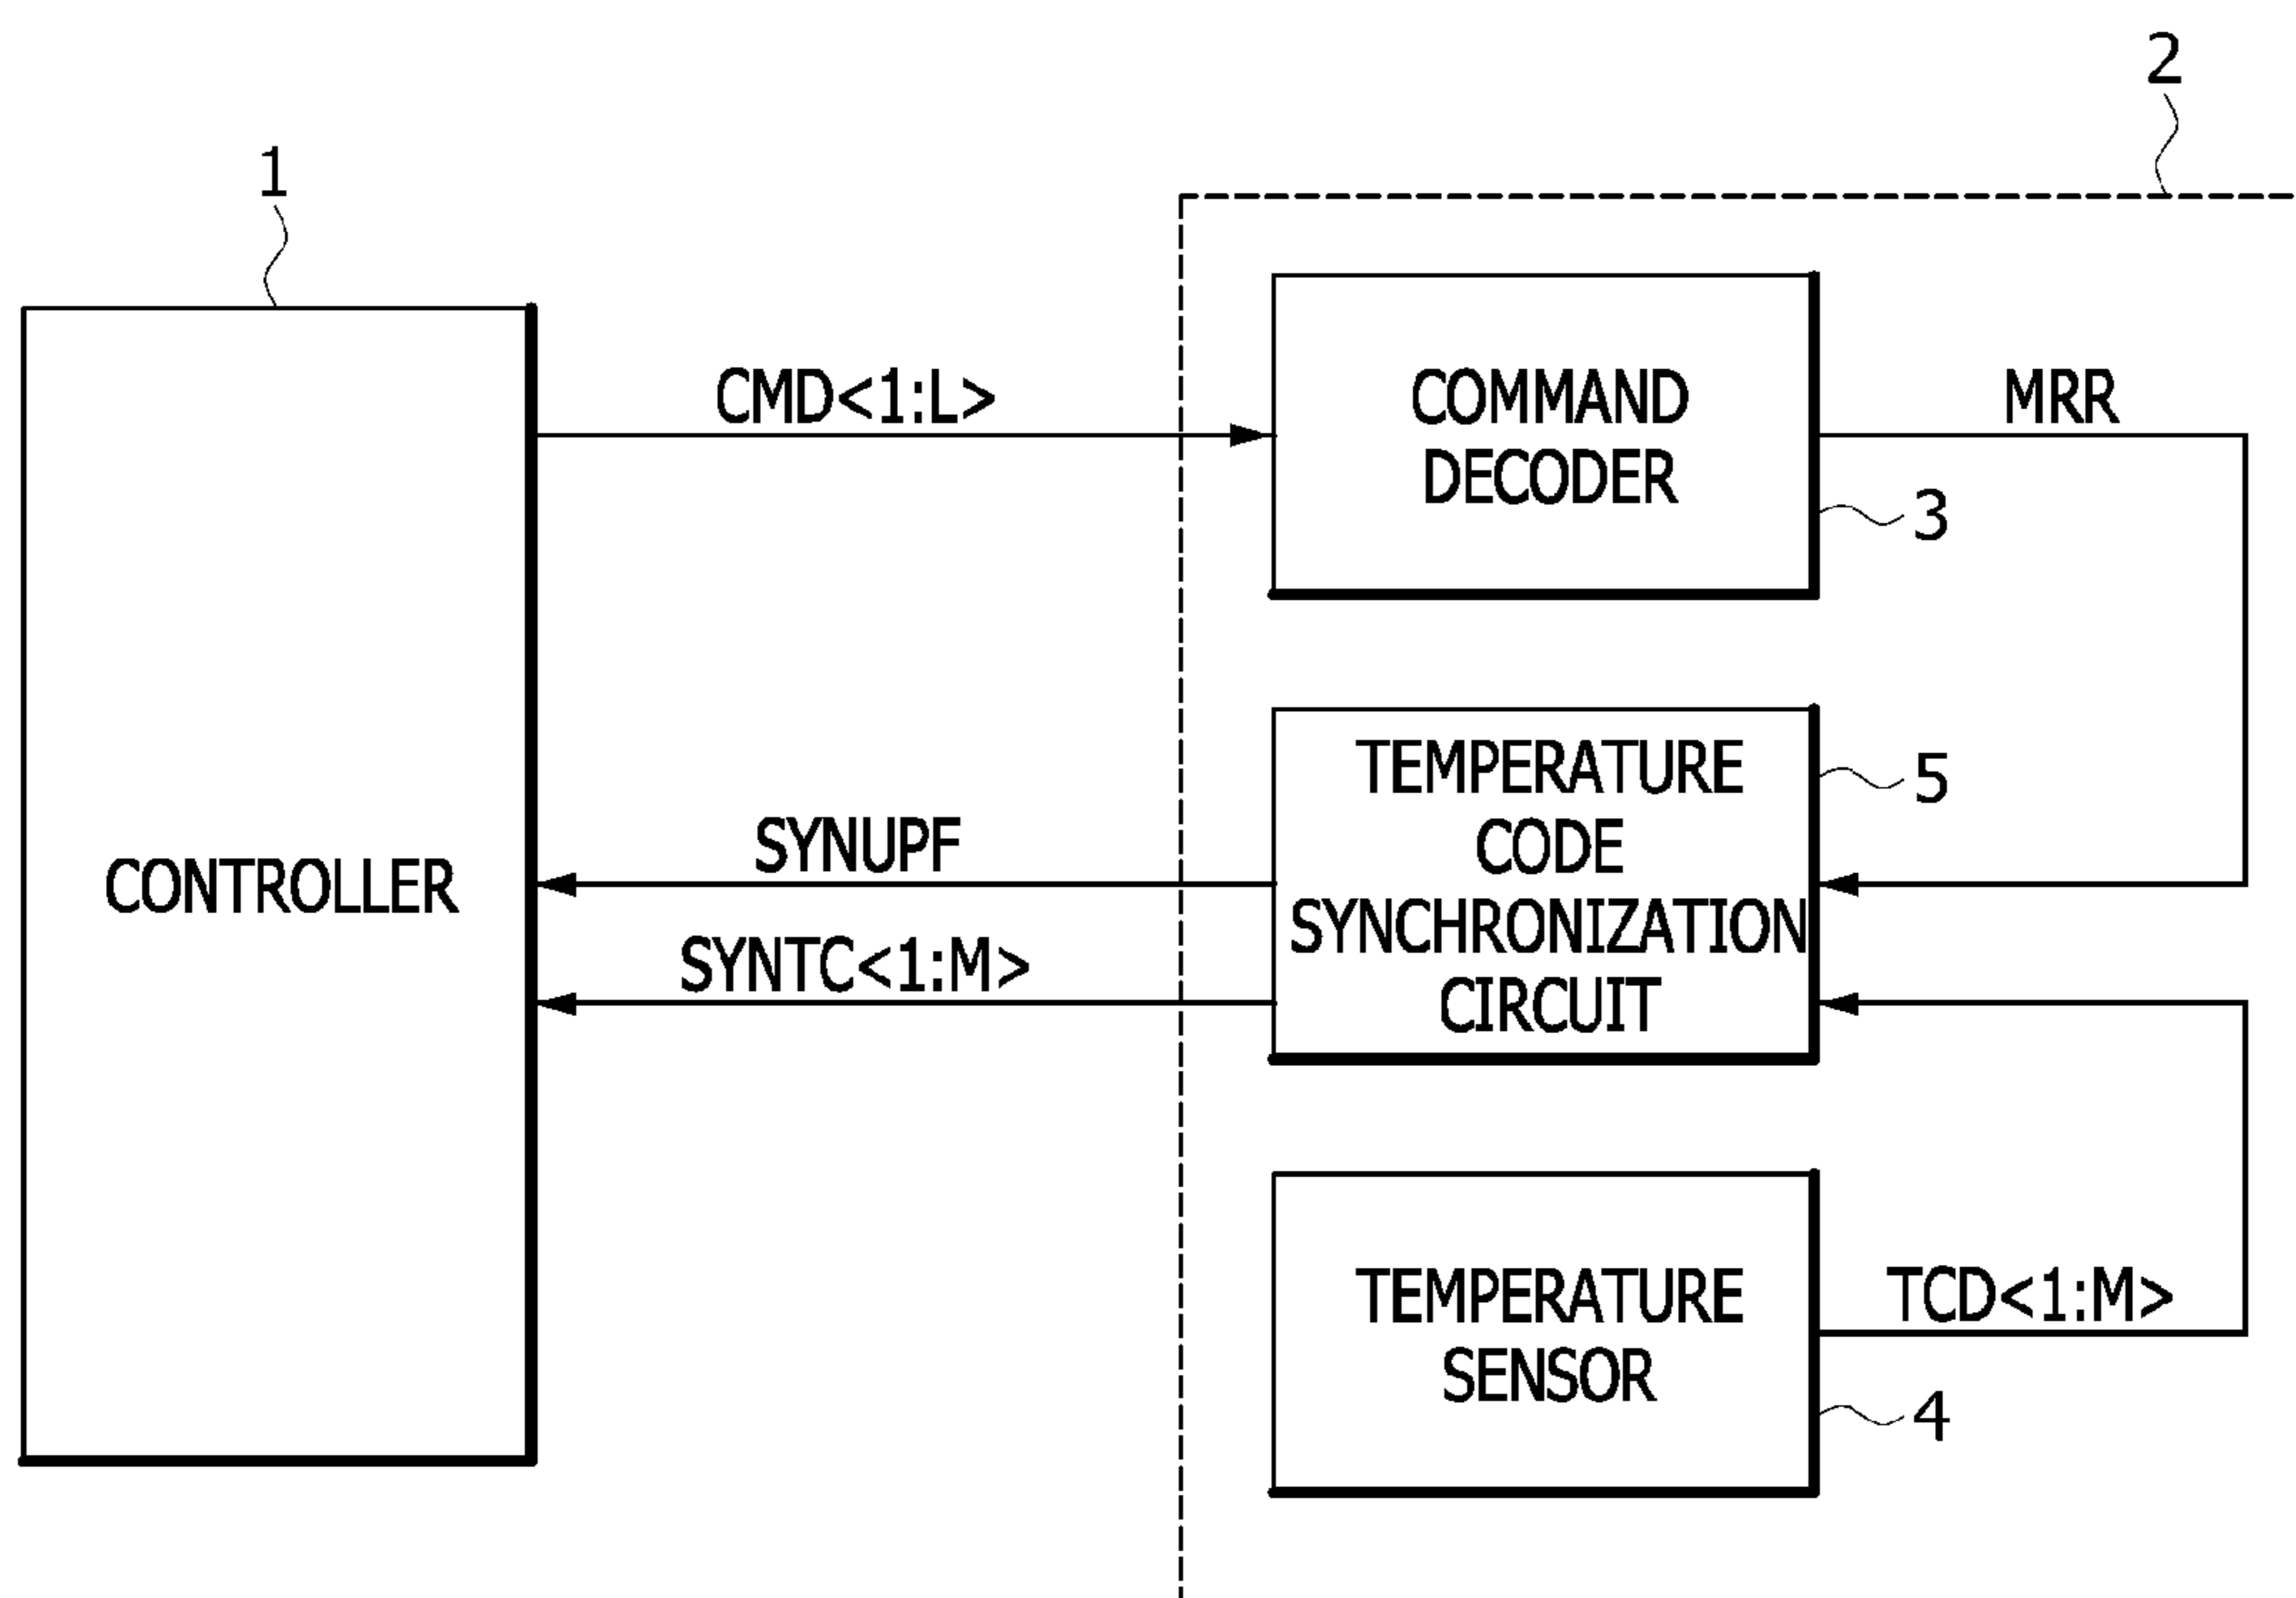 2
1
CMD<1:L>
COMMAND
DECODER
MRR
3
TEMPERATURE
CODE
SYNCHRONIZATION
CIRCUIT
5
SYNUPF
CONTROLLER
SYNTC<1:M>
TEMPERATURE
SENSOR
TCD<1:M>
4